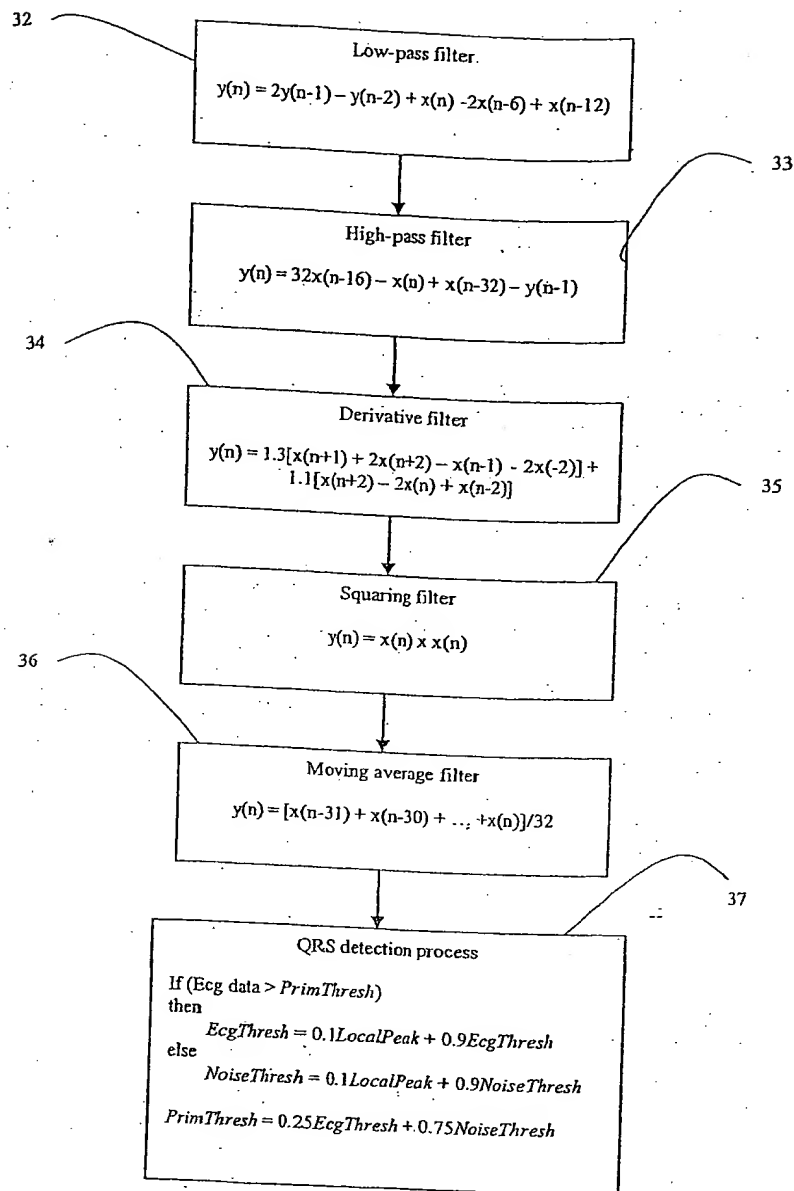 32
Low-pass filter.
y(n) = 2y(n-1) – y(n-2) + x(n) -2x(n-6) + x(n-12)
33
High-pass filter
y(n) = 32x(n-16) – x(n) + x(n-32) – y(n-1)
34
Derivative filter
y(n) = 1.3[x(n+1) + 2x(n+2) – x(n-1) - 2x(-2)] +
1.1[x(n+2) – 2x(n) + x(n-2)]
35
Squaring filter
y(n) = x(n) x x(n)
36
Moving average filter
y(n) = [x(n-31) + x(n-30) + ... +x(n)]/32
37
QRS detection process
If (Ecg data > PrimThresh)
then
EcgThresh = 0.1LocalPeak + 0.9EcgThresh
else
NoiseThresh = 0.1LocalPeak + 0.9NoiseThresh
PrimThresh = 0.25EcgThresh + 0.75NoiseThresh